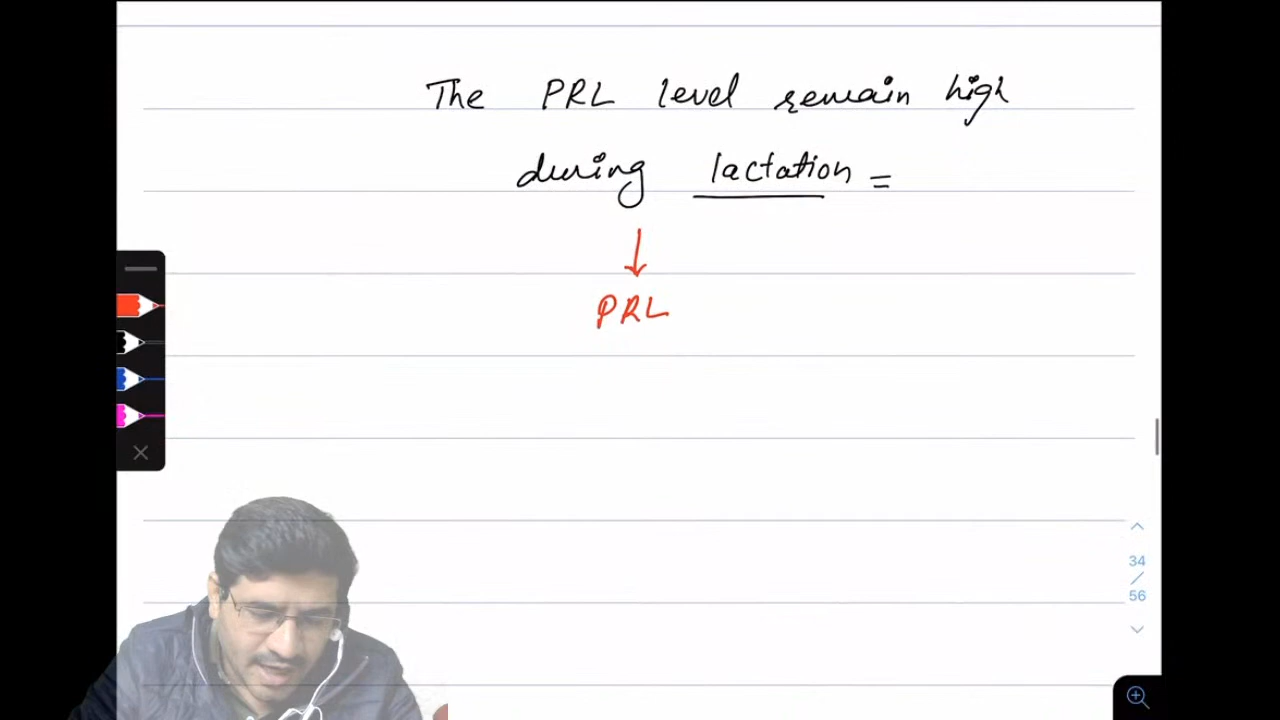 The PRL level remain high
during lactation =
↓
PRL
34
/
56